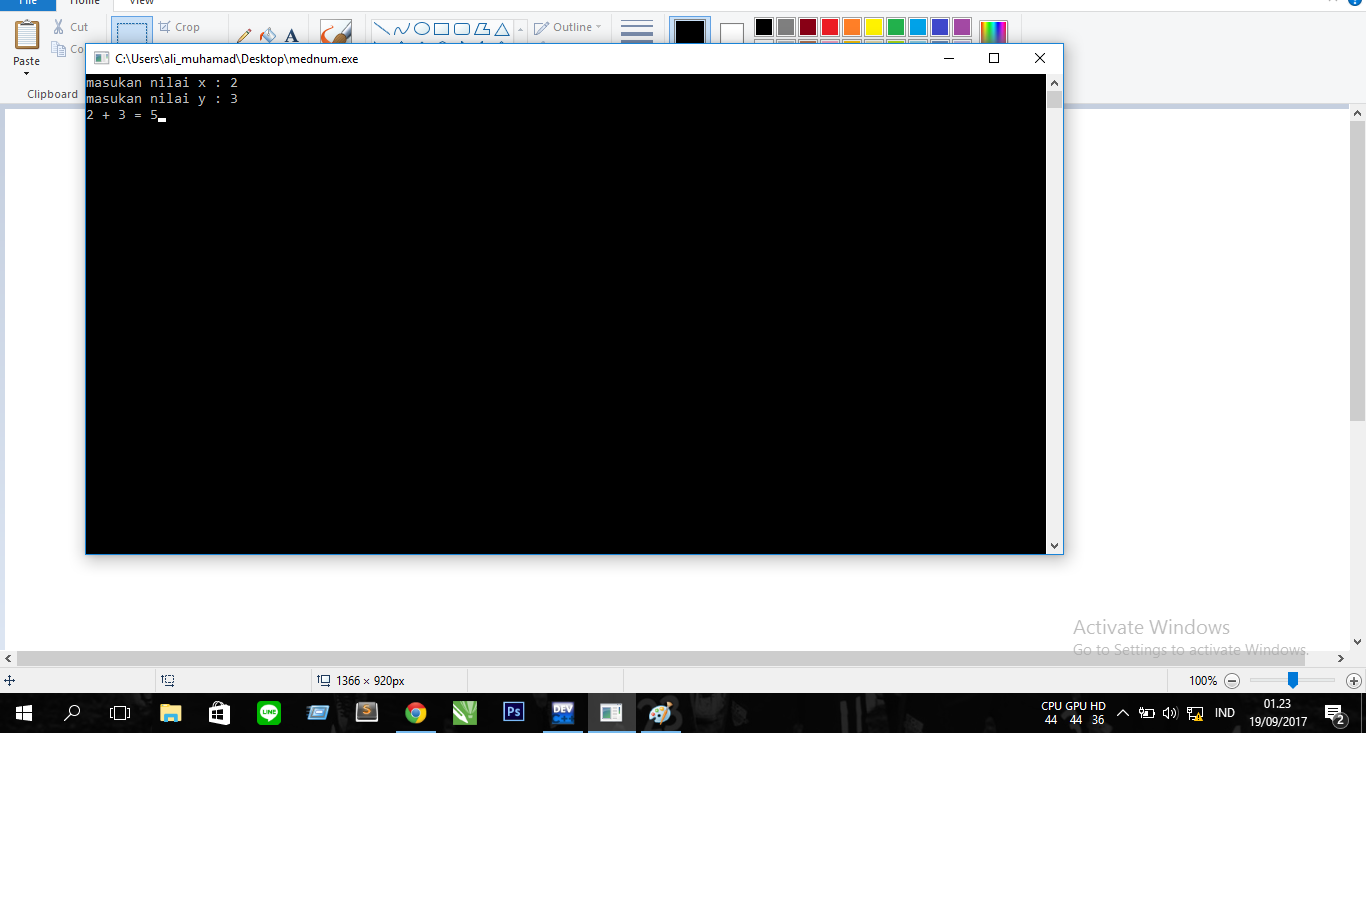 File Home View
Cut
Crop
Outline
Paste
Clipboard
C:\Users\ali_muhamad\Desktop\mednum.exe
masukan nilai x : 2
masukan nilai y : 3
2 + 3 = 5
Activate Windows
Go to Settings to activate Windows.
1366 × 920px
100%
Ps
DEV
CPU GPU HD
44 44 36
IND
01.23
19/09/2017
2